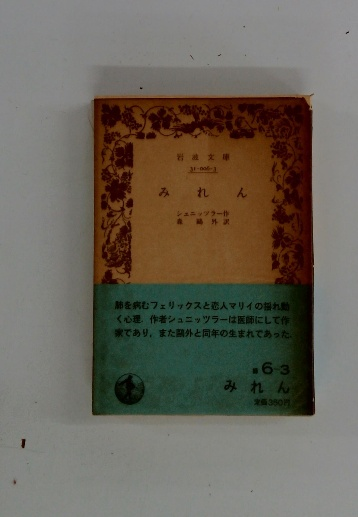 岩波文庫
31-006-3
みれん
シュニッツラー作
森鷗外訳
肺を病むフェリックスと恋人マリイの揺れ動
く心理. 作者シュニッツラーは医師にして作
家であり, また鷗外と同年の生まれであった.
6-3
みれん
定価350円